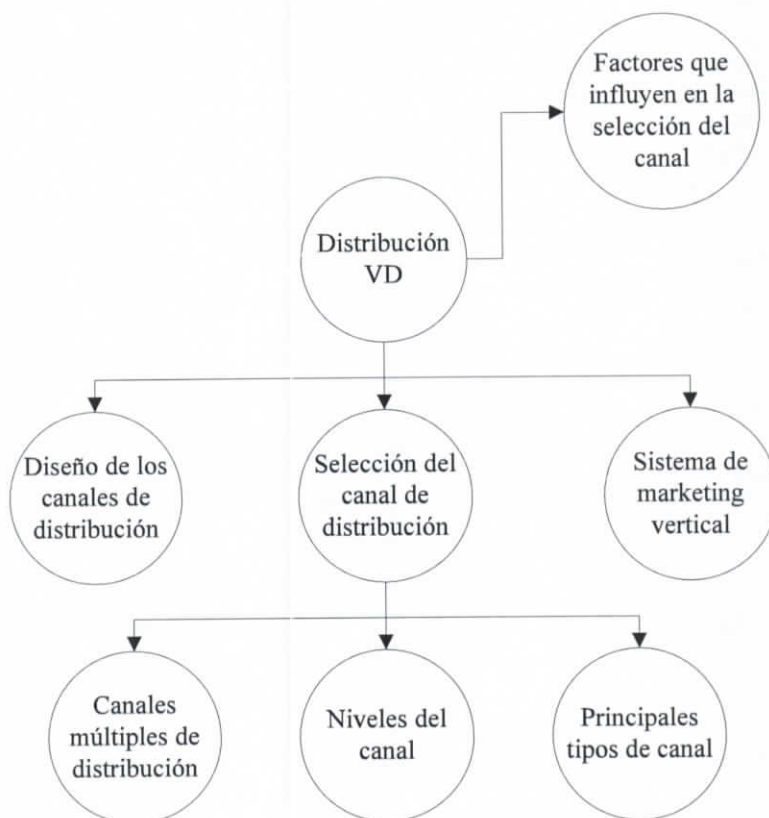 Factores que
influyen en la
selección del
canal
Distribución
VD
Diseño de los
canales de
distribución
Selección del
canal de
distribución
Sistema de
marketing
vertical
Canales
múltiples de
distribución
Niveles del
canal
Principales
tipos de canal